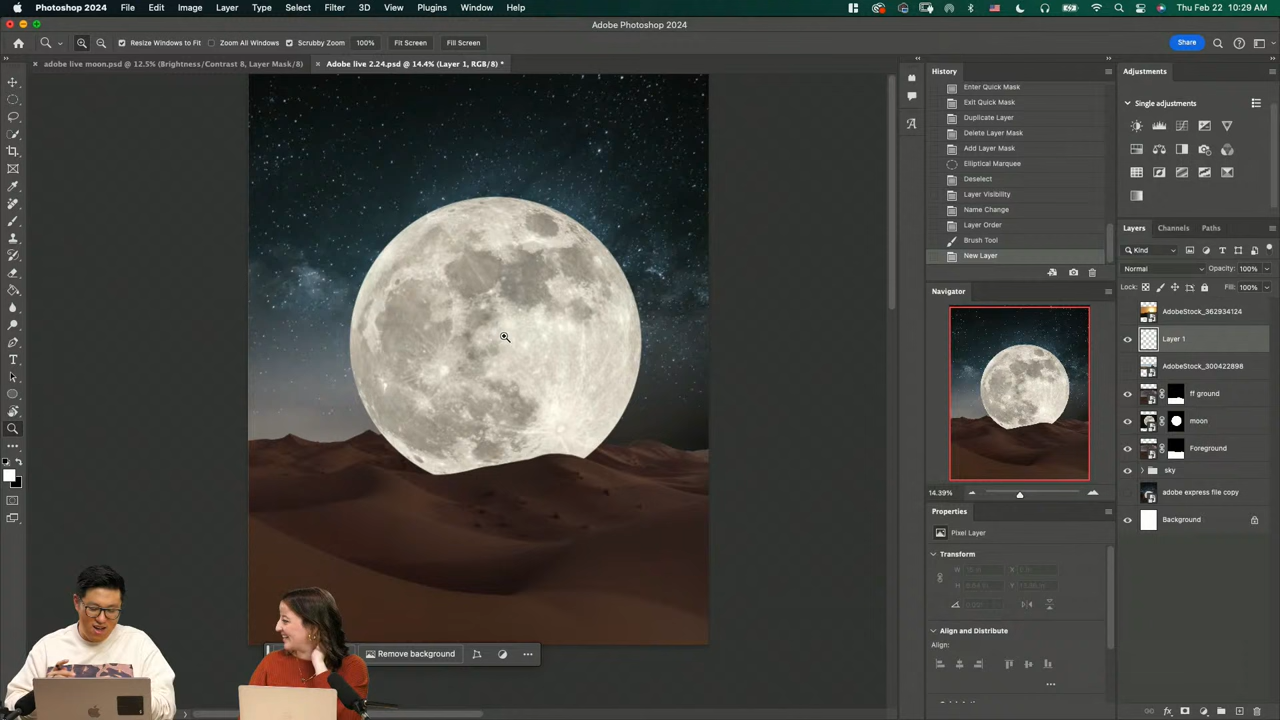 Photoshop 2024 File Edit Image Layer Type Select Filter 3D View Plugins Window Help Thu Feb 22 10:29 AM
Adobe Photoshop 2024
Resize Windows to Fit Zoom All Windows Scrubby Zoom 100% Fit Screen Fill Screen Share
adobe live moon.psd @ 12.5% (Brightness/Contrast 8, Layer Mask/8) Adobe live 2.24.psd @ 14.4% (Layer 1, RGB/8) *
History
Enter Quick Mask
Exit Quick Mask
Duplicate Layer
Delete Layer Mask
Add Layer Mask
Elliptical Marquee
Deselect
Layer Visibility
Name Change
Layer Order
Brush Tool
New Layer
Navigator
14.39%
Properties
Pixel Layer
Transform
W
X
H
Y
Align and Distribute
Align:
Adjustments
Single adjustments
Layers Channels Paths
Kind
Normal Opacity: 100%
Lock: Fill: 100%
AdobeStock_362934124
Layer 1
AdobeStock_300422898
ff ground
moon
Foreground
sky
adobe express file copy
Background
Remove background